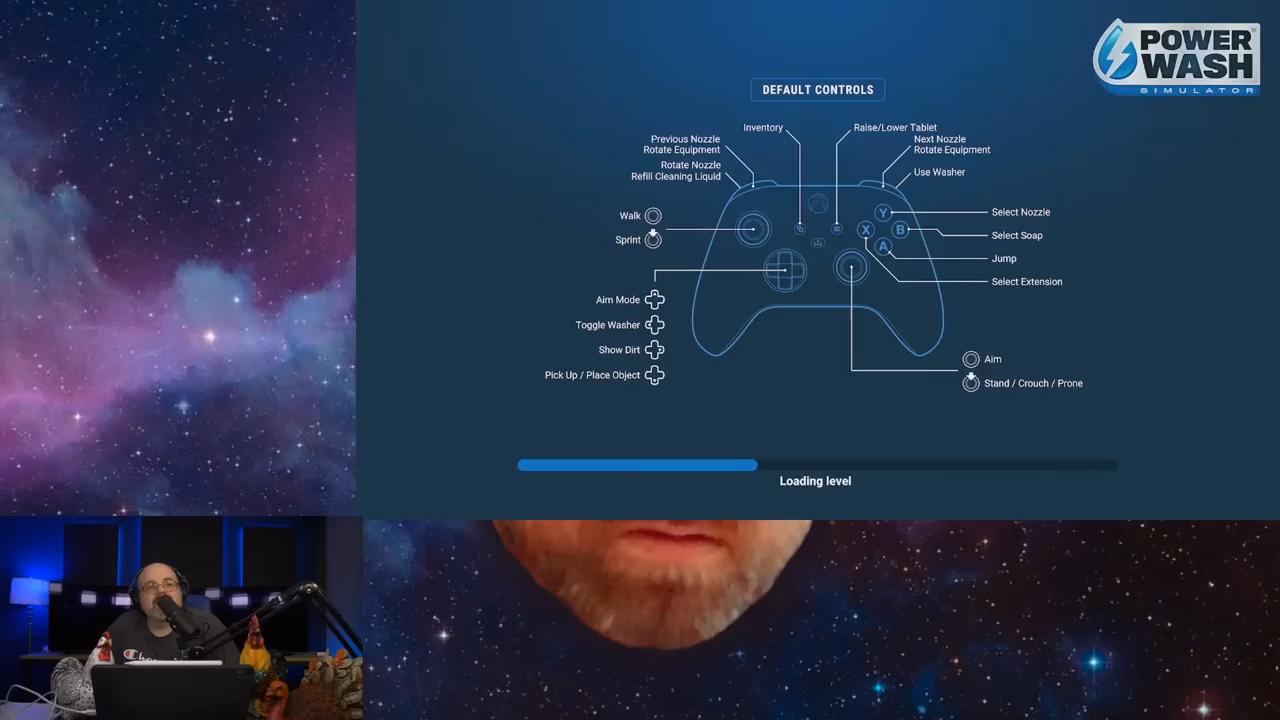 POWER
WASH
SIMULATOR
DEFAULT CONTROLS
Inventory
Raise/Lower Tablet
Previous Nozzle
Rotate Equipment
Next Nozzle
Rotate Equipment
Rotate Nozzle
Refill Cleaning Liquid
Use Washer
Walk
Sprint
Y
X
B
A
Select Nozzle
Select Soap
Jump
Select Extension
Aim Mode
Toggle Washer
Show Dirt
Pick Up / Place Object
Aim
Stand / Crouch / Prone
Loading level